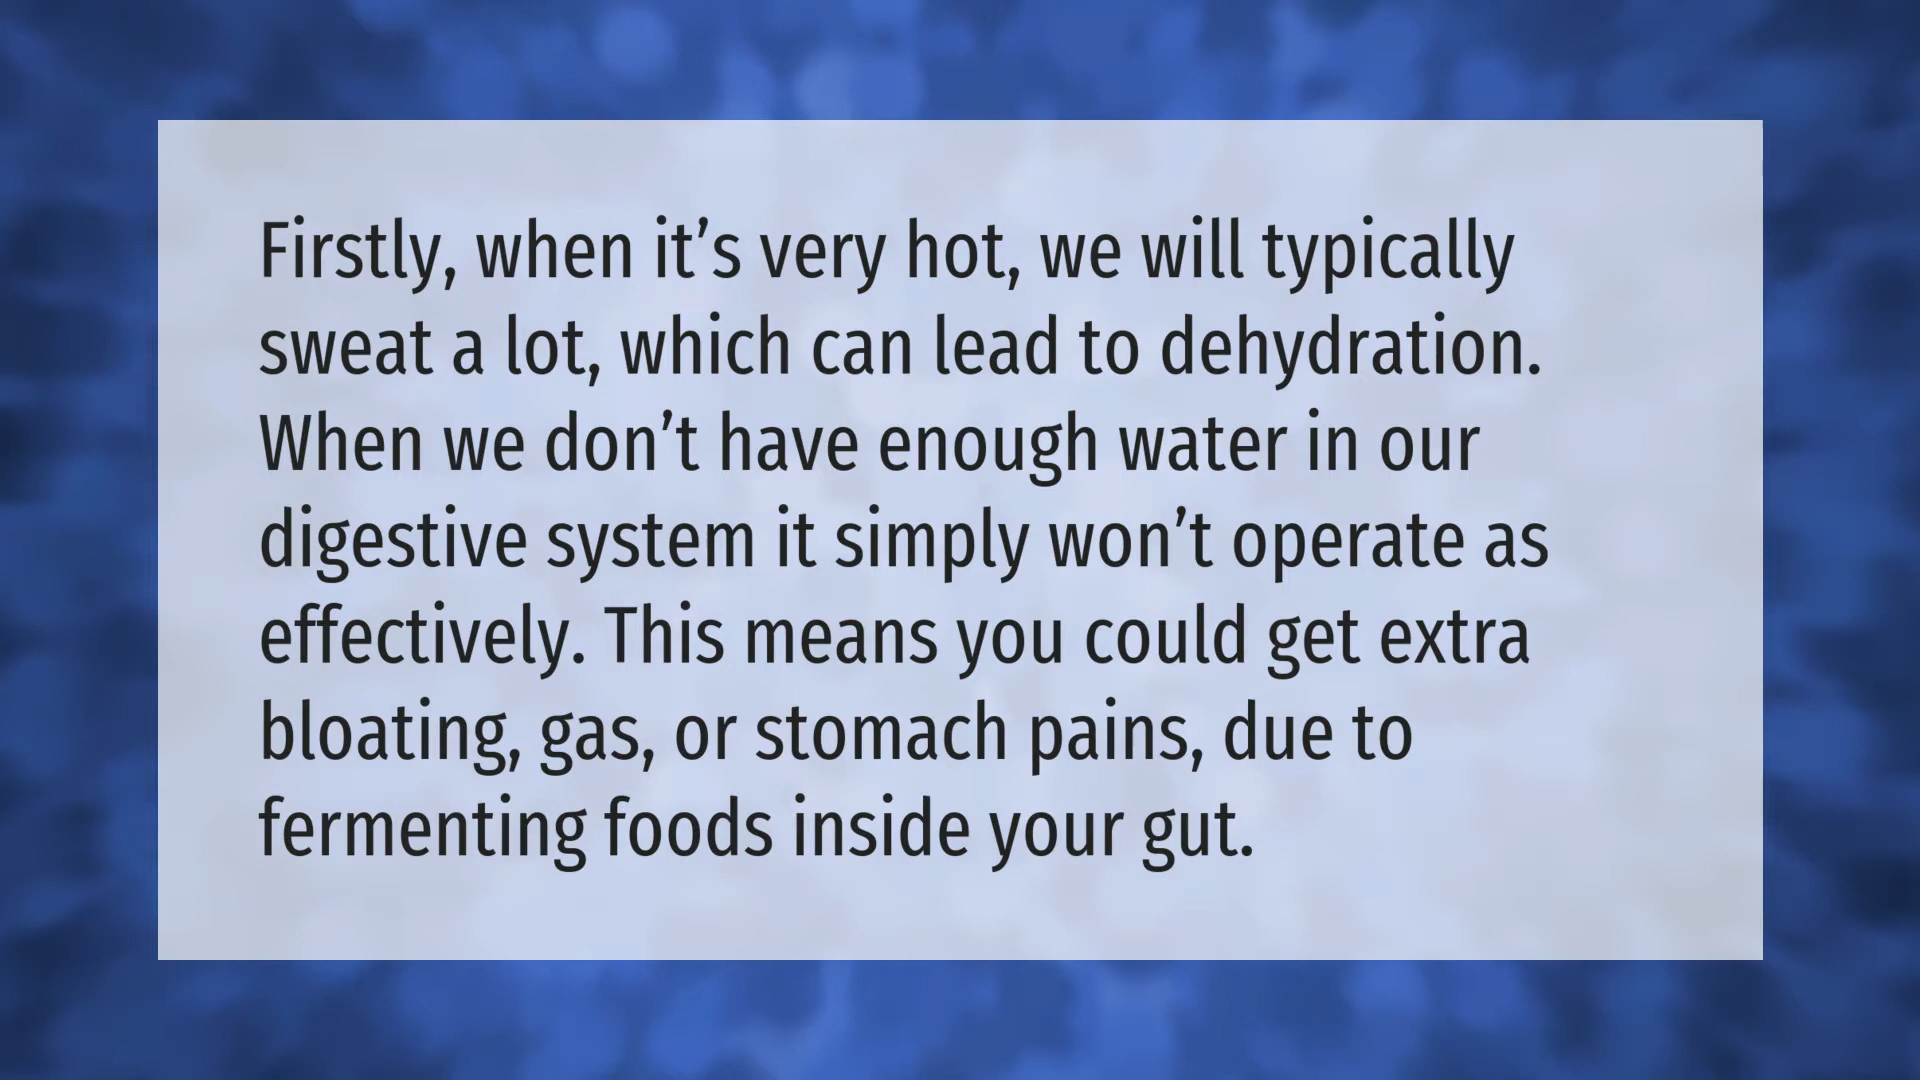 Firstly, when it’s very hot, we will typically
sweat a lot, which can lead to dehydration.
When we don’t have enough water in our
digestive system it simply won’t operate as
effectively. This means you could get extra
bloating, gas, or stomach pains, due to
fermenting foods inside your gut.